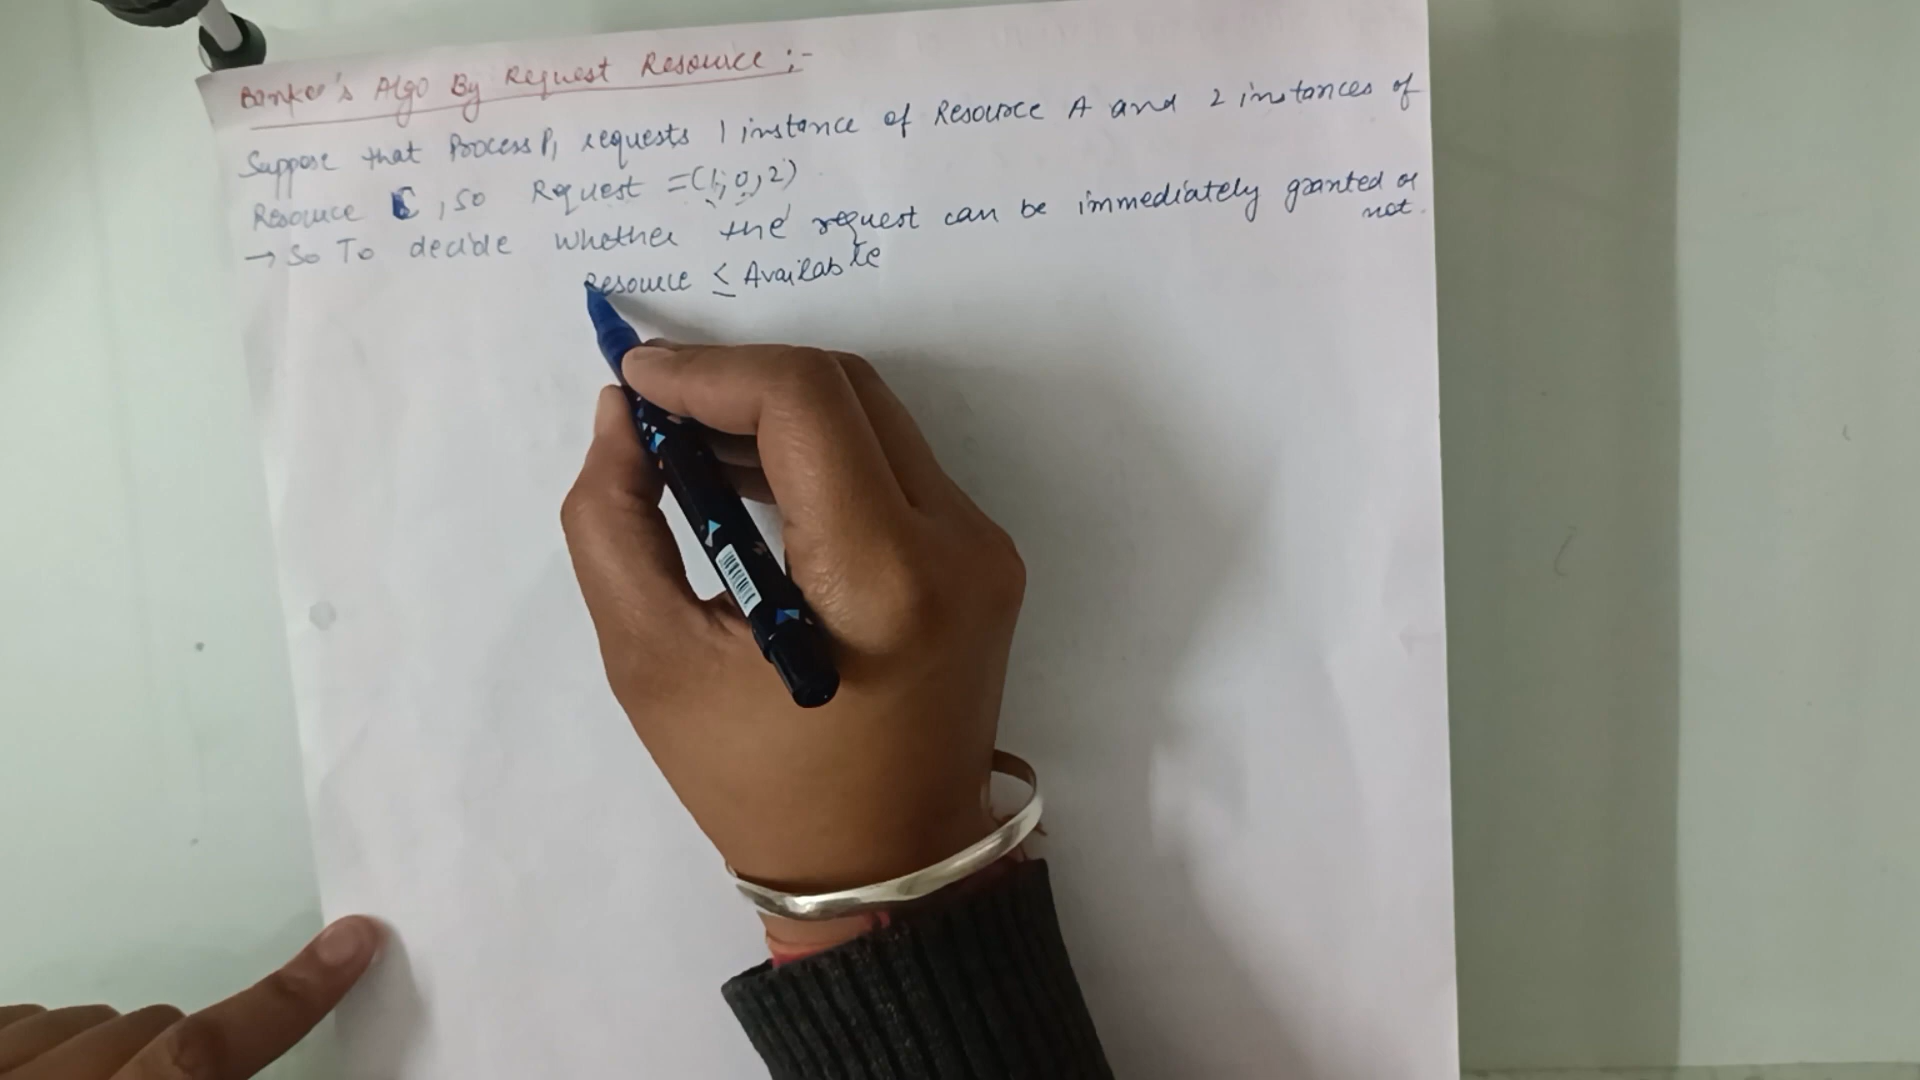 Banker's Algo By Request Resource :-
Suppose that Process P1 requests 1 instance of Resource A and 2 instances of
Resource C, so Request = (1,0,2)
→ So To decide whether the request can be immediately granted or
not.
Resource ≤ Available